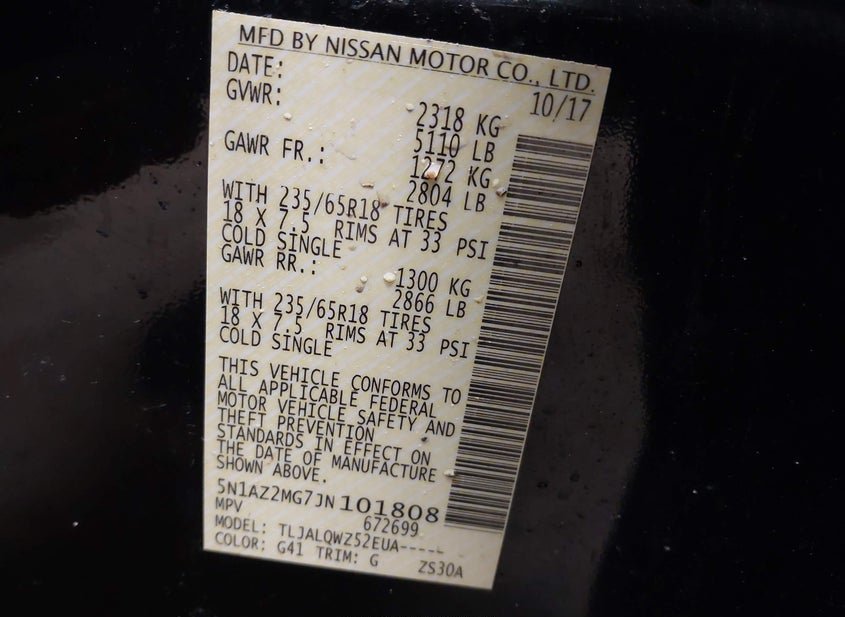 MFD BY NISSAN MOTOR CO., LTD.
DATE: 10/17
GVWR: 2318 KG
5110 LB
GAWR FR.: 1272 KG
2804 LB
WITH 235/65R18 TIRES
18 X 7.5 RIMS AT 33 PSI
COLD SINGLE
GAWR RR.: 1300 KG
2866 LB
WITH 235/65R18 TIRES
18 X 7.5 RIMS AT 33 PSI
COLD SINGLE
THIS VEHICLE CONFORMS TO
ALL APPLICABLE FEDERAL
MOTOR VEHICLE SAFETY AND
THEFT PREVENTION
STANDARDS IN EFFECT ON
THE DATE OF MANUFACTURE
SHOWN ABOVE.
5N1AZ2MG7JN101808
MPV 672699
MODEL: TLJALQWZ52EUA-----
COLOR: G41 TRIM: G ZS30A